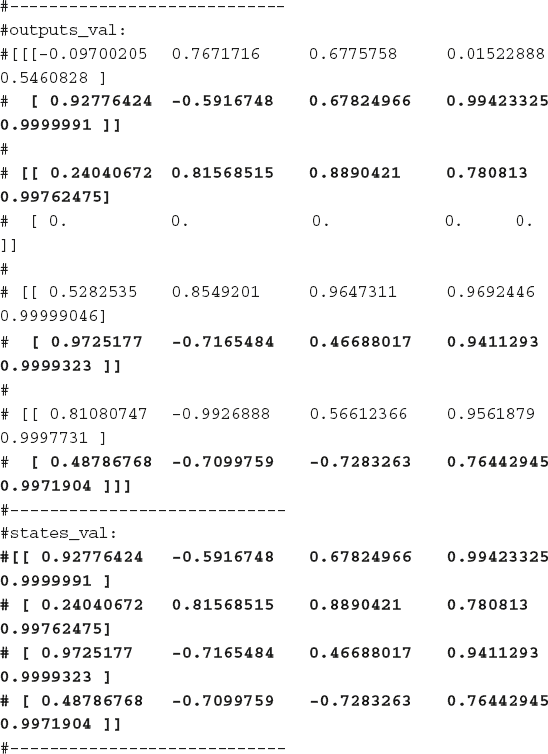 #----------------------------
#outputs_val:
#[[[-0.09700205 0.7671716 0.6775758 0.01522888
0.5460828 ]
# [ 0.92776424 -0.5916748 0.67824966 0.99423325
0.9999991 ]]
#
# [[ 0.24040672 0.81568515 0.8890421 0.780813
0.99762475]
# [ 0. 0. 0. 0. 0.
]]
#
# [[ 0.5282535 0.8549201 0.9647311 0.9692446
0.99999046]
# [ 0.9725177 -0.7165484 0.46688017 0.9411293
0.9999323 ]]
#
# [[ 0.81080747 -0.9926888 0.56612366 0.9561879
0.9997731 ]
# [ 0.48786768 -0.7099759 -0.7283263 0.76442945
0.9971904 ]]]
#----------------------------
#states_val:
#[[ 0.92776424 -0.5916748 0.67824966 0.99423325
0.9999991 ]
# [ 0.24040672 0.81568515 0.8890421 0.780813
0.99762475]
# [ 0.9725177 -0.7165484 0.46688017 0.9411293
0.9999323 ]
# [ 0.48786768 -0.7099759 -0.7283263 0.76442945
0.9971904 ]]
#----------------------------